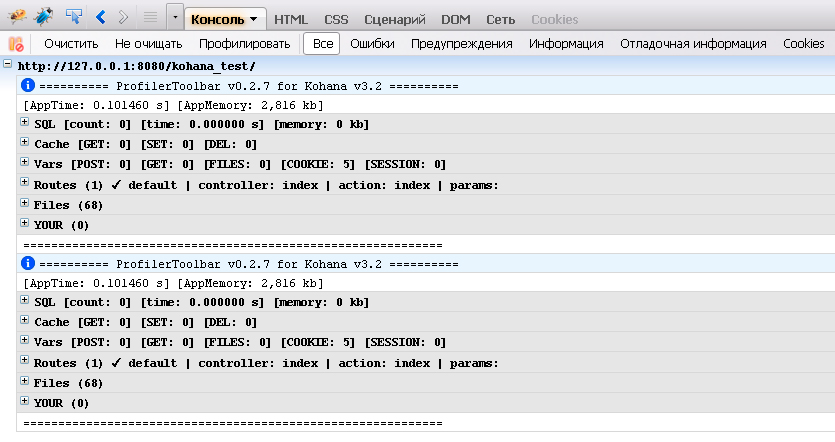 Консоль HTML CSS Сценарий DOM Сеть Cookies
Очистить Не очищать Профилировать Все Ошибки Предупреждения Информация Отладочная информация Cookies
http://127.0.0.1:8080/kohana_test/
========== ProfilerToolbar v0.2.7 for Kohana v3.2 ==========
[AppTime: 0.101460 s] [AppMemory: 2,816 kb]
SQL [count: 0] [time: 0.000000 s] [memory: 0 kb]
Cache [GET: 0] [SET: 0] [DEL: 0]
Vars [POST: 0] [GET: 0] [FILES: 0] [COOKIE: 5] [SESSION: 0]
Routes (1) ✔ default | controller: index | action: index | params:
Files (68)
YOUR (0)
============================================================
========== ProfilerToolbar v0.2.7 for Kohana v3.2 ==========
[AppTime: 0.101460 s] [AppMemory: 2,816 kb]
SQL [count: 0] [time: 0.000000 s] [memory: 0 kb]
Cache [GET: 0] [SET: 0] [DEL: 0]
Vars [POST: 0] [GET: 0] [FILES: 0] [COOKIE: 5] [SESSION: 0]
Routes (1) ✔ default | controller: index | action: index | params:
Files (68)
YOUR (0)
============================================================